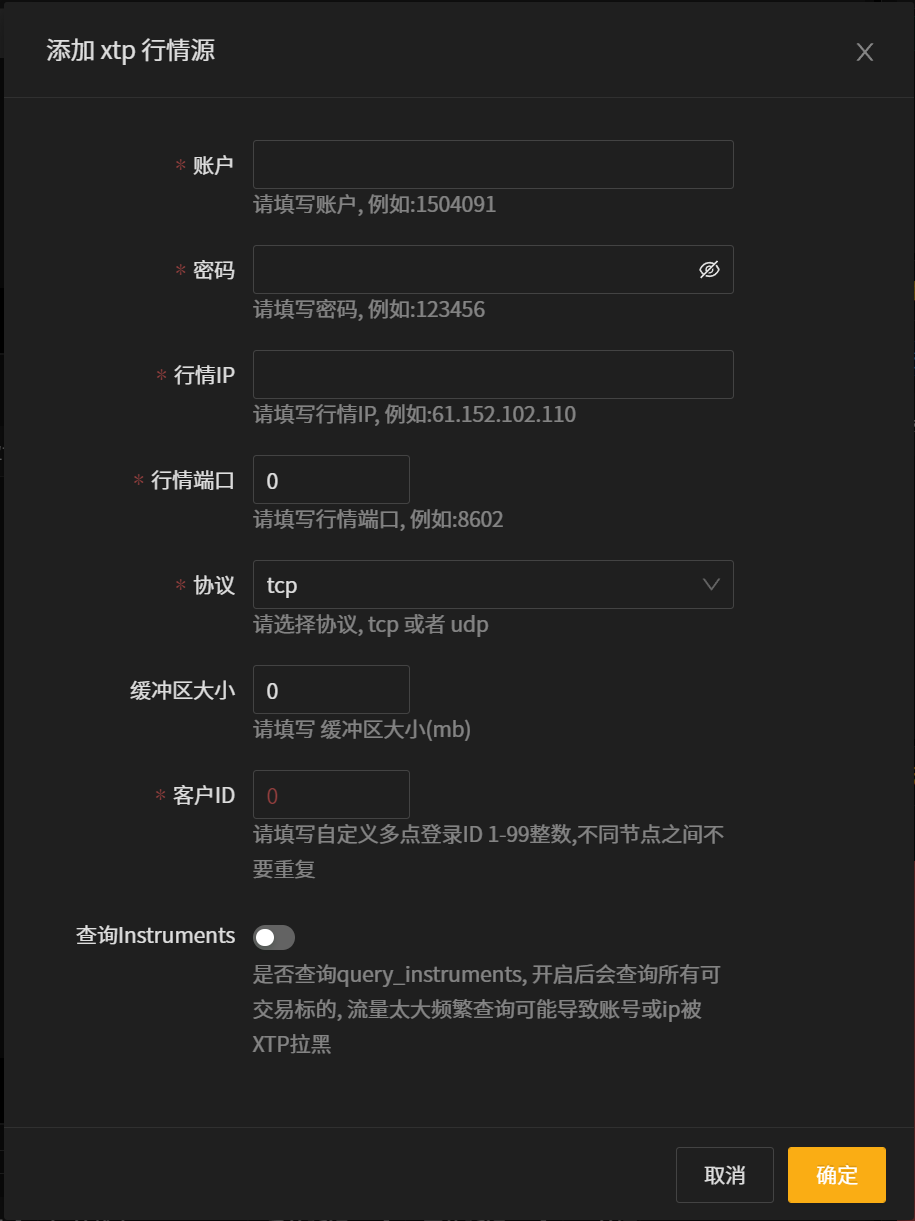 添加 xtp 行情源
* 账户
请填写账户, 例如:1504091
* 密码
请填写密码, 例如:123456
* 行情IP
请填写行情IP, 例如:61.152.102.110
* 行情端口 0
请填写行情端口, 例如:8602
* 协议 tcp
请选择协议, tcp 或者 udp
缓冲区大小 0
请填写 缓冲区大小(mb)
* 客户ID 0
请填写自定义多点登录ID 1-99整数,不同节点之间不
要重复
查询Instruments
是否查询query_instruments, 开启后会查询所有可
交易标的, 流量太大频繁查询可能导致账号或ip被
XTP拉黑
取消 确定